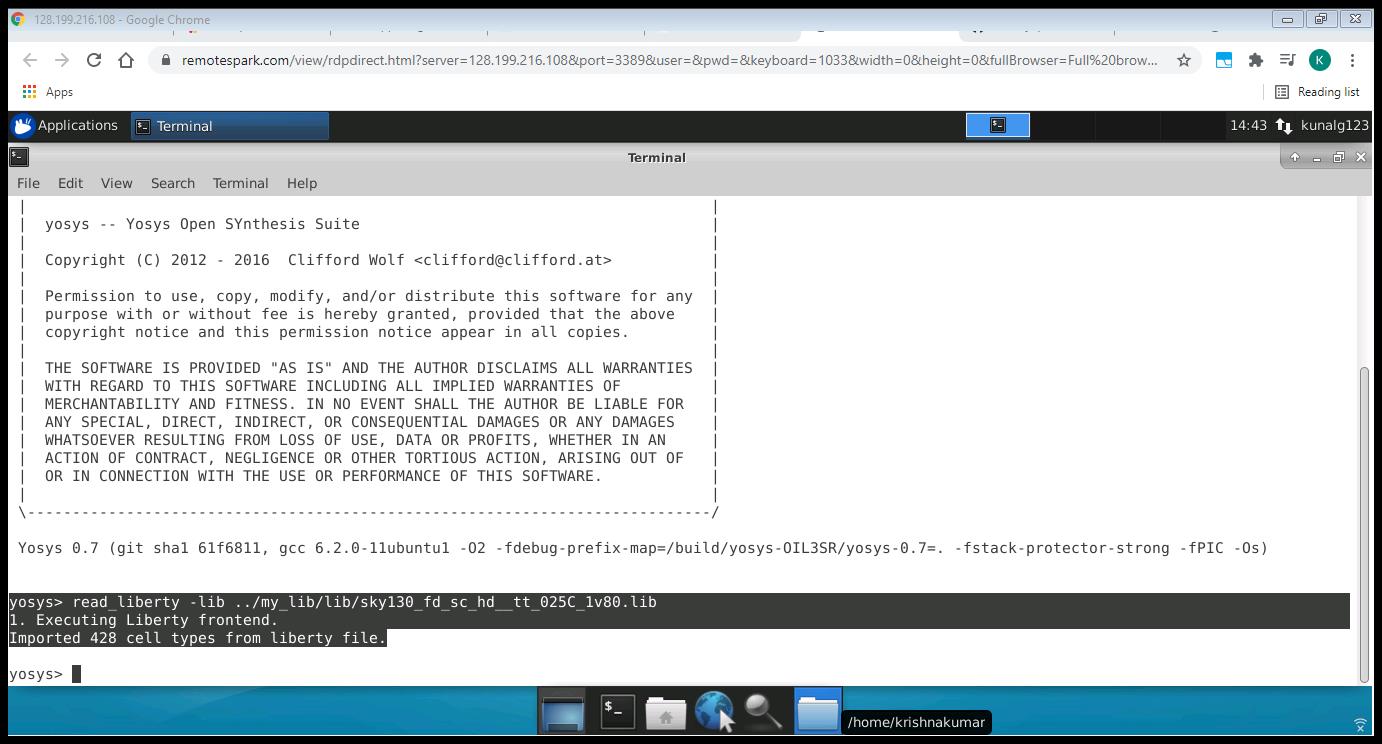 128.199.216.108 - Google Chrome
remotespark.com/view/rdpdirect.html?server=128.199.216.108&port=3389&user=&pwd=&keyboard=1033&width=0&height=0&fullBrowser=Full%20brow...
K
Apps
Reading list
Applications
Terminal
14:43
kunalg123
Terminal
File Edit View Search Terminal Help
| |
| yosys -- Yosys Open SYnthesis Suite |
| |
| Copyright (C) 2012 - 2016  Clifford Wolf <clifford@clifford.at> |
| |
| Permission to use, copy, modify, and/or distribute this software for any |
| purpose with or without fee is hereby granted, provided that the above |
| copyright notice and this permission notice appear in all copies. |
| |
| THE SOFTWARE IS PROVIDED "AS IS" AND THE AUTHOR DISCLAIMS ALL WARRANTIES |
| WITH REGARD TO THIS SOFTWARE INCLUDING ALL IMPLIED WARRANTIES OF |
| MERCHANTABILITY AND FITNESS. IN NO EVENT SHALL THE AUTHOR BE LIABLE FOR |
| ANY SPECIAL, DIRECT, INDIRECT, OR CONSEQUENTIAL DAMAGES OR ANY DAMAGES |
| WHATSOEVER RESULTING FROM LOSS OF USE, DATA OR PROFITS, WHETHER IN AN |
| ACTION OF CONTRACT, NEGLIGENCE OR OTHER TORTIOUS ACTION, ARISING OUT OF |
| OR IN CONNECTION WITH THE USE OR PERFORMANCE OF THIS SOFTWARE. |
| |
\----------------------------------------------------------------------------/
Yosys 0.7 (git sha1 61f6811, gcc 6.2.0-11ubuntu1 -O2 -fdebug-prefix-map=/build/yosys-OIL3SR/yosys-0.7=. -fstack-protector-strong -fPIC -Os)
yosys> read_liberty -lib ../my_lib/lib/sky130_fd_sc_hd__tt_025C_1v80.lib
1. Executing Liberty frontend.
Imported 428 cell types from liberty file.
yosys>
/home/krishnakumar